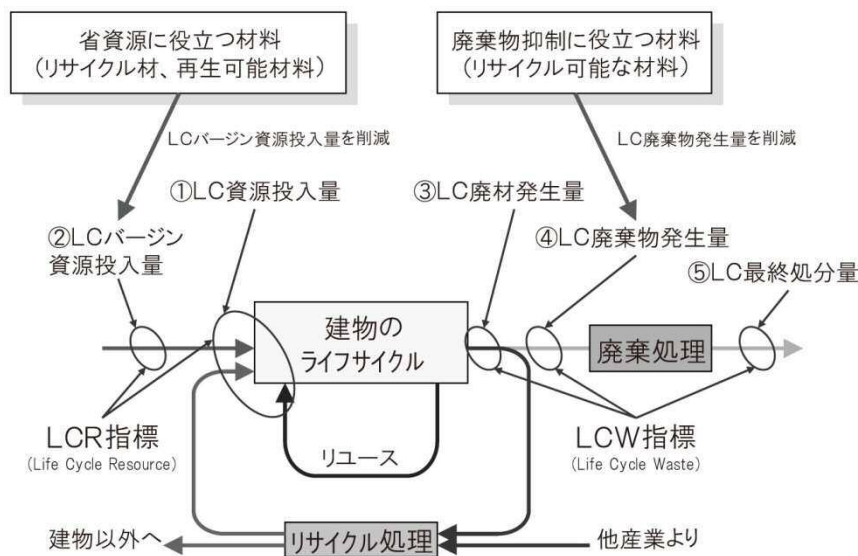 省資源に役立つ材料
(リサイクル材、再生可能材料)
廃棄物抑制に役立つ材料
(リサイクル可能な材料)
LCバージン資源投入量を削減
LC廃棄物発生量を削減
①LC資源投入量
③LC廃材発生量
②LCバージン
資源投入量
④LC廃棄物発生量
⑤LC最終処分量
建物の
ライフサイクル
廃棄処理
LCR指標
(Life Cycle Resource)
リユース
LCW指標
(Life Cycle Waste)
建物以外へ
リサイクル処理
他産業より